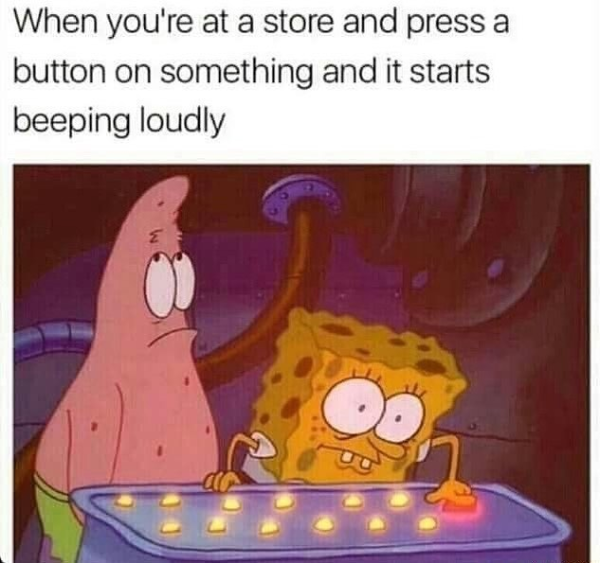 When you're at a store and press a
button on something and it starts
beeping loudly